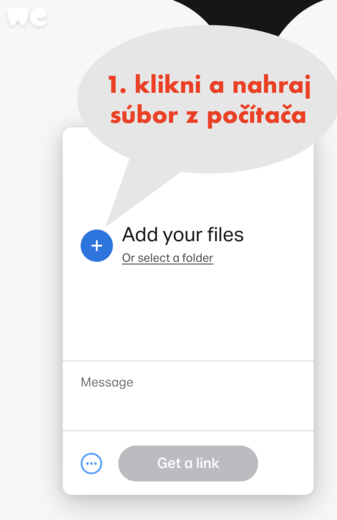 we
1. klikni a nahraj
súbor z počítača
Add your files
Or select a folder
Message
Get a link